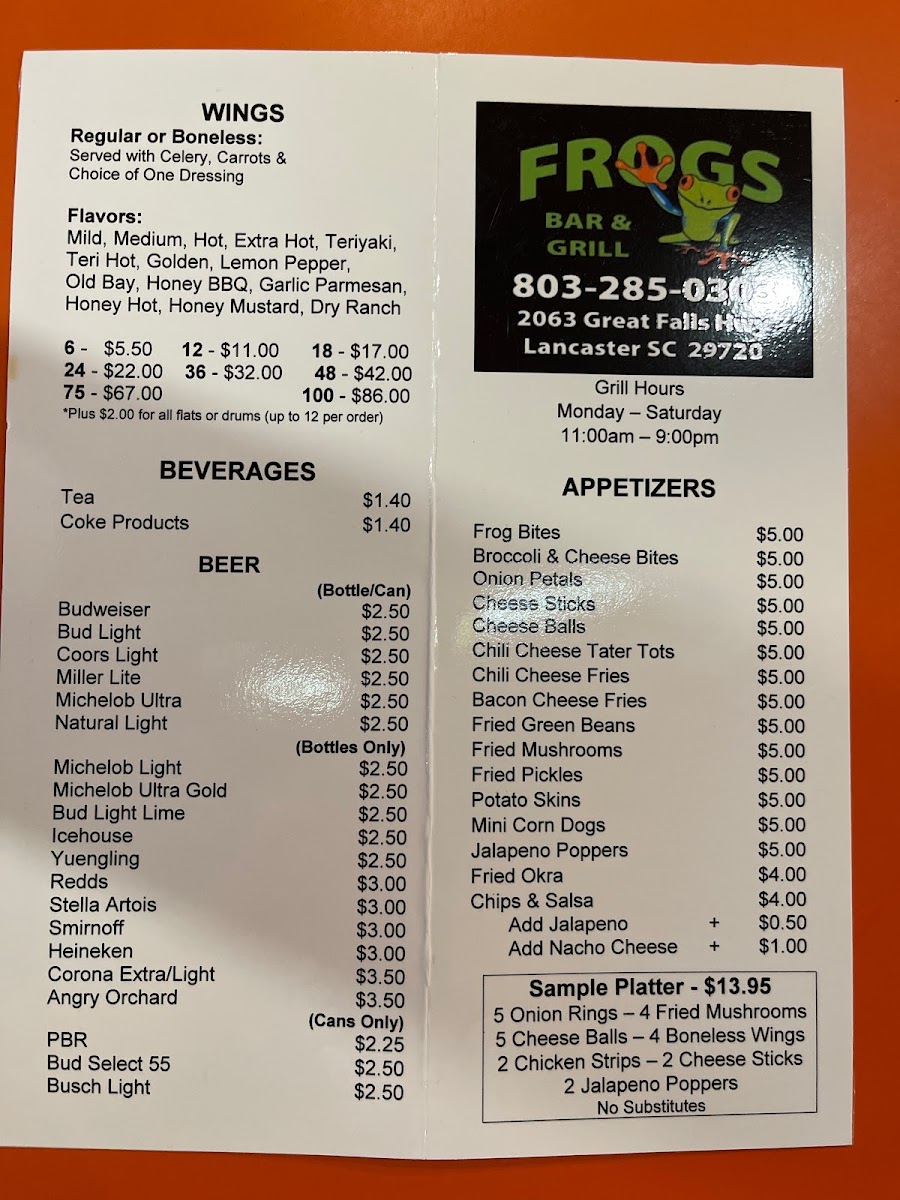 WINGS
Regular or Boneless:
Served with Celery, Carrots &
Choice of One Dressing
Flavors:
Mild, Medium, Hot, Extra Hot, Teriyaki,
Teri Hot, Golden, Lemon Pepper,
Old Bay, Honey BBQ, Garlic Parmesan,
Honey Hot, Honey Mustard, Dry Ranch
6 - $5.50 12 - $11.00 18 - $17.00
24 - $22.00 36 - $32.00 48 - $42.00
75 - $67.00 100 - $86.00
*Plus $2.00 for all flats or drums (up to 12 per order)
BEVERAGES
Tea $1.40
Coke Products $1.40
BEER
(Bottle/Can)
Budweiser $2.50
Bud Light $2.50
Coors Light $2.50
Miller Lite $2.50
Michelob Ultra $2.50
Natural Light $2.50
(Bottles Only)
Michelob Light $2.50
Michelob Ultra Gold $2.50
Bud Light Lime $2.50
Icehouse $2.50
Yuengling $2.50
Redds $3.00
Stella Artois $3.00
Smirnoff $3.00
Heineken $3.00
Corona Extra/Light $3.50
Angry Orchard $3.50
(Cans Only)
PBR $2.25
Bud Select 55 $2.50
Busch Light $2.50
FROGS
BAR &
GRILL
2063 Great Falls
Lancaster SC 29720
Grill Hours
Monday – Saturday
11:00am – 9:00pm
APPETIZERS
Frog Bites $5.00
Broccoli & Cheese Bites $5.00
Onion Petals $5.00
Cheese Sticks $5.00
Cheese Balls $5.00
Chili Cheese Tater Tots $5.00
Chili Cheese Fries $5.00
Bacon Cheese Fries $5.00
Fried Green Beans $5.00
Fried Mushrooms $5.00
Fried Pickles $5.00
Potato Skins $5.00
Mini Corn Dogs $5.00
Jalapeno Poppers $5.00
Fried Okra $4.00
Chips & Salsa $4.00
Add Jalapeno + $0.50
Add Nacho Cheese + $1.00
Sample Platter - $13.95
5 Onion Rings – 4 Fried Mushrooms
5 Cheese Balls – 4 Boneless Wings
2 Chicken Strips – 2 Cheese Sticks
2 Jalapeno Poppers
No Substitutes